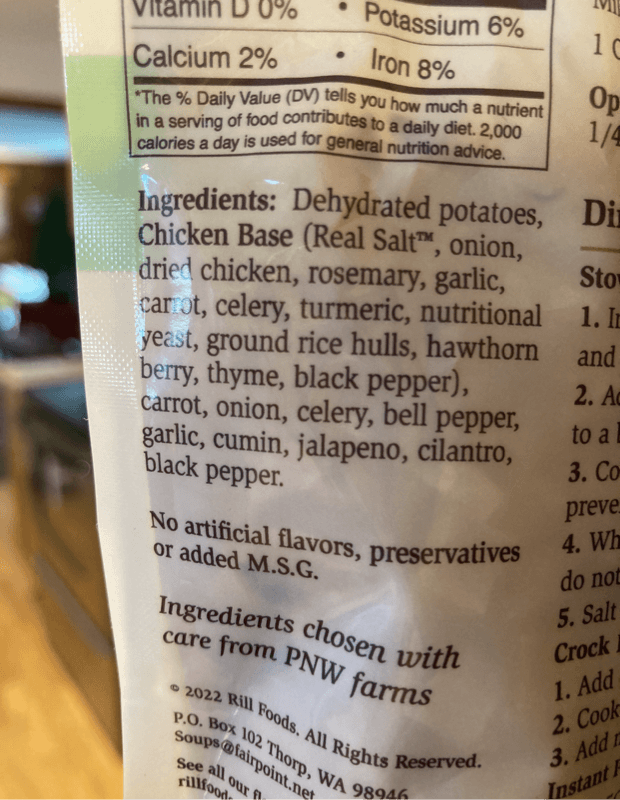 Vitamin D 0% • Potassium 6%
Calcium 2% • Iron 8%
*The % Daily Value (DV) tells you how much a nutrient
in a serving of food contributes to a daily diet. 2,000
calories a day is used for general nutrition advice.
Ingredients: Dehydrated potatoes,
Chicken Base (Real Salt™, onion,
dried chicken, rosemary, garlic,
carrot, celery, turmeric, nutritional
yeast, ground rice hulls, hawthorn
berry, thyme, black pepper),
carrot, onion, celery, bell pepper,
garlic, cumin, jalapeno, cilantro,
black pepper.
No artificial flavors, preservatives
or added M.S.G.
Ingredients chosen with
care from PNW farms
© 2022 Rill Foods. All Rights Reserved.
P.O. Box 102 Thorp, WA 98946
Soups@fairpoint.net
See all our
1/4
1.
and
2.
to a
3. Co
4. Wh
do not
5. Salt
Crock
1. Add
2. Cook
3. Add
Instant